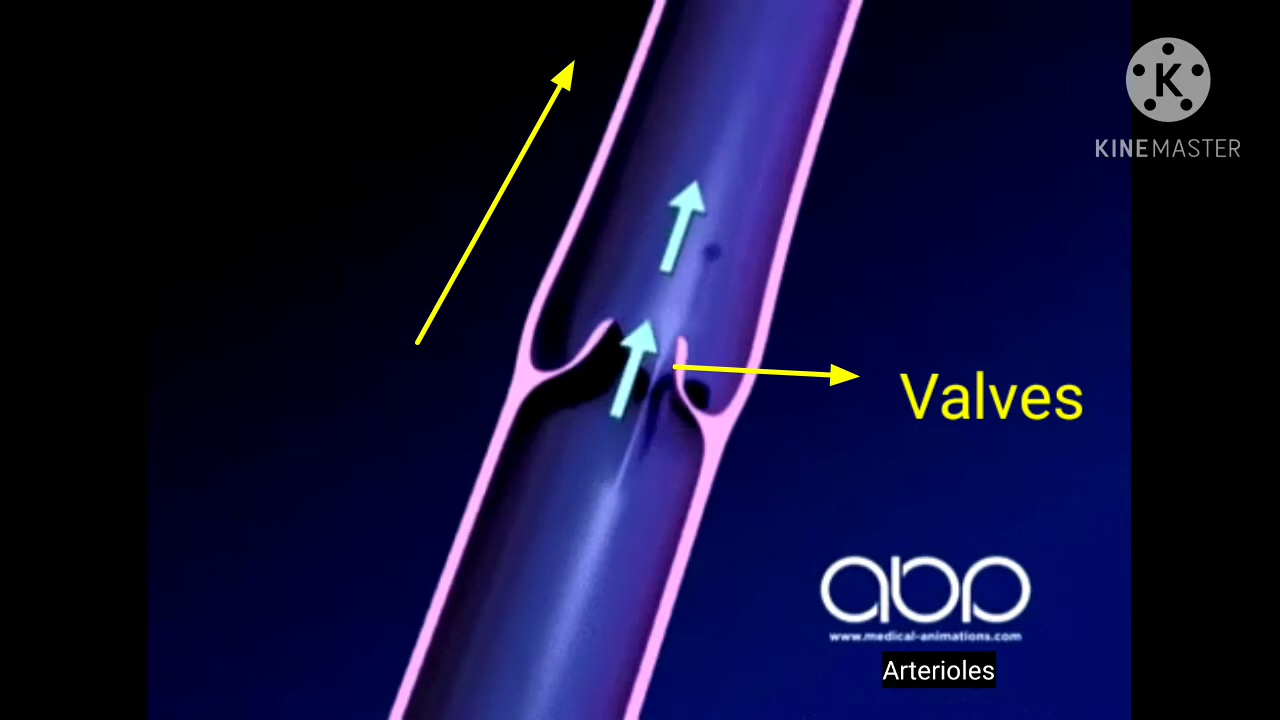 K
KINEMASTER
Valves
abp
www.medical-animations.com
Arterioles